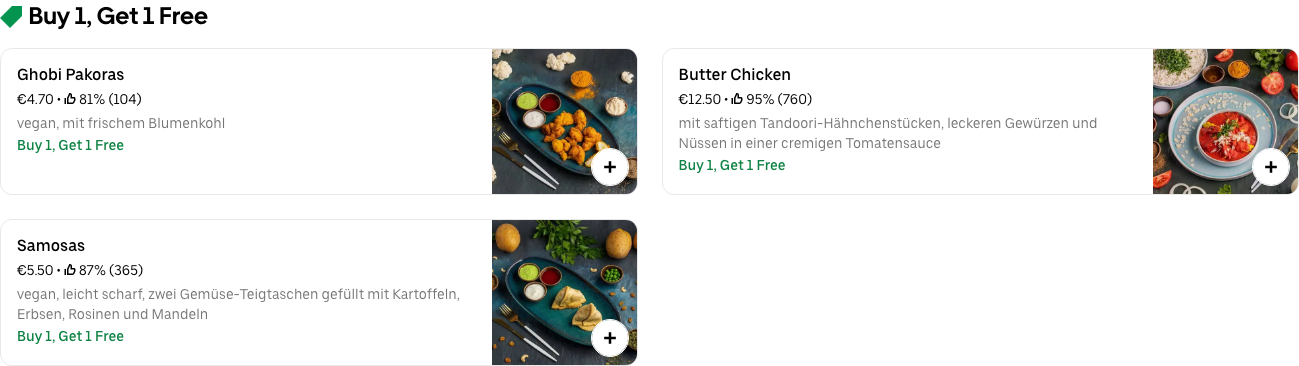 Buy 1, Get 1 Free
Ghobi Pakoras
€4.70 • 81% (104)
vegan, mit frischem Blumenkohl
Buy 1, Get 1 Free
Butter Chicken
€12.50 • 95% (760)
mit saftigen Tandoori-Hähnchenstücken, leckeren Gewürzen und
Nüssen in einer cremigen Tomatensauce
Buy 1, Get 1 Free
Samosas
€5.50 • 87% (365)
vegan, leicht scharf, zwei Gemüse-Teigtaschen gefüllt mit Kartoffeln,
Erbsen, Rosinen und Mandeln
Buy 1, Get 1 Free